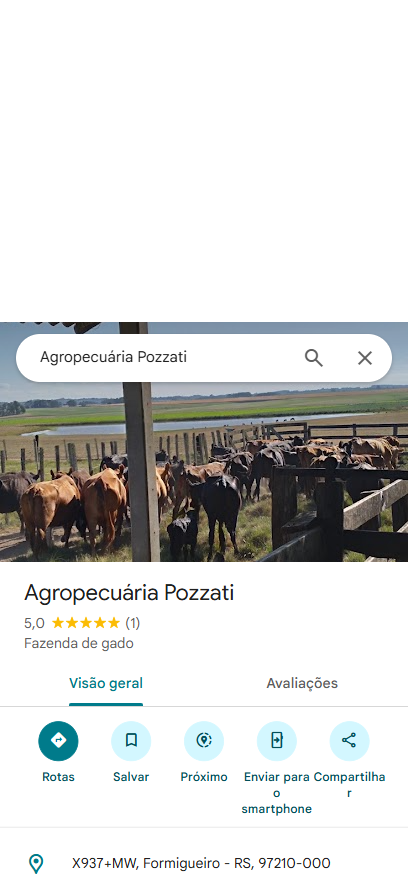 Agropecuária Pozzati
Agropecuária Pozzati
5,0 (1)
Fazenda de gado
Visão geral Avaliações
Rotas Salvar Próximo Enviar para Compartilha
o r
smartphone
X937+MW, Formigueiro - RS, 97210-000